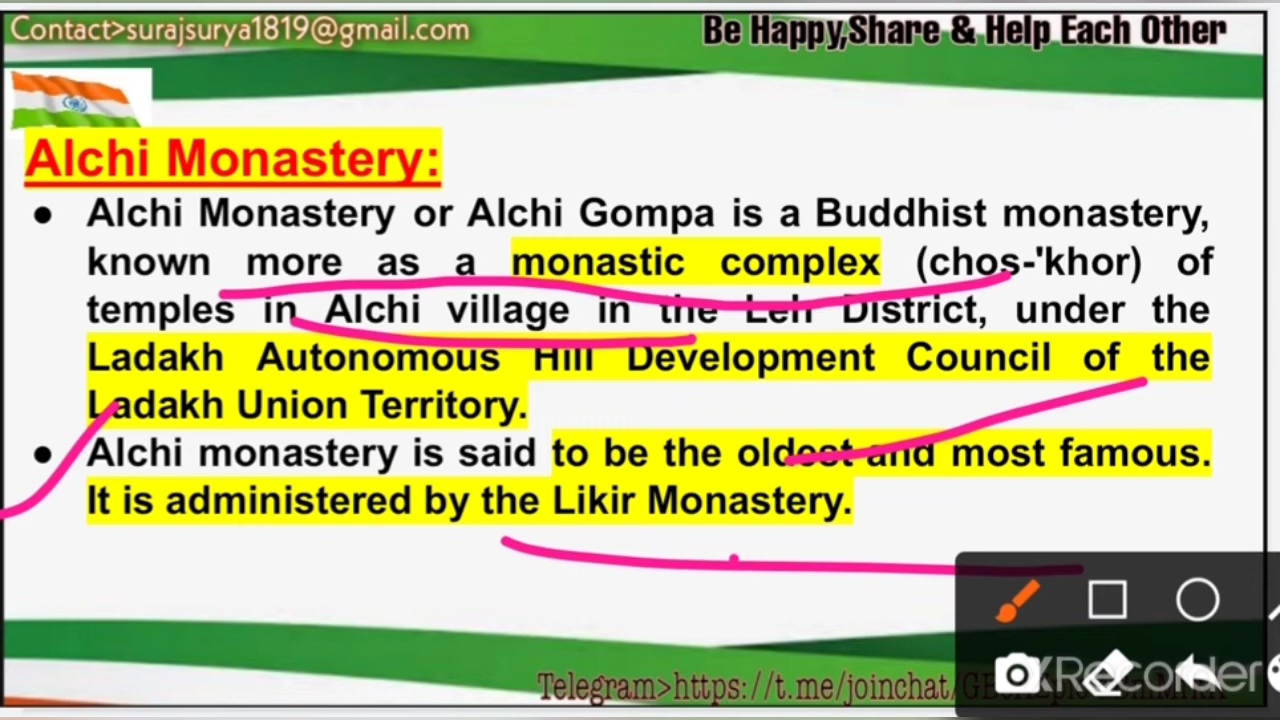 Contact>surajsurya1819@gmail.com
Be Happy,Share & Help Each Other
Alchi Monastery:
● Alchi Monastery or Alchi Gompa is a Buddhist monastery,
known more as a monastic complex (chos-'khor) of
temples in Alchi village in the Leh District, under the
Ladakh Autonomous Hill Development Council of the
Ladakh Union Territory.
● Alchi monastery is said to be the oldest and most famous.
It is administered by the Likir Monastery.
Telegram>https://t.me/joinchat/
XRecorder